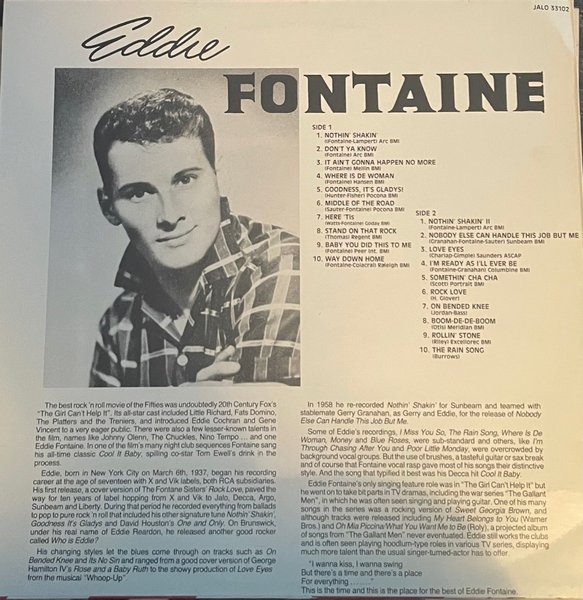 JALO 33102
Eddie
FONTAINE
SIDE 1
1. NOTHIN' SHAKIN'
(Fontaine-Lampert) Arc BMI
2. DON'T YA KNOW
(Fontaine) Arc BMI
3. IT AIN'T GONNA HAPPEN NO MORE
(Fontaine) Mellin BMI
4. WHERE IS DE WOMAN
(Fontaine) Hansen BMI
5. GOODNESS, IT'S GLADYS!
(Hunter-Fisher) Pocona BMI
6. MIDDLE OF THE ROAD
(Sauter-Fontaine) Pocona BMI
7. HERE 'TIS
(Watts-Fontaine) Goday BMI
8. STAND ON THAT ROCK
(Thomas) Regent BMI
9. BABY YOU DID THIS TO ME
(Fontaine) Peer Int. BMI
10. WAY DOWN HOME
(Fontaine-Colacrai) Raleigh BMI
SIDE 2
1. NOTHIN' SHAKIN' II
(Fontaine-Lampert) Arc BMI
2. NOBODY ELSE CAN HANDLE THIS JOB BUT ME
(Granahan-Fontaine-Sauter) Sunbeam BMI
3. LOVE EYES
(Charlap-Gimple) Saunders ASCAP
4. I'M READY AS I'LL EVER BE
(Fontaine-Granahan) Columbine BMI
5. SOMETHIN' CHA CHA
(Scott) Portrait BMI
6. ROCK LOVE
(H. Glover)
7. ON BENDED KNEE
(Jordan-Bass)
8. BOOM-DE-DE-BOOM
(Otis) Meridian BMI
9. ROLLIN' STONE
(Riley) Excellorec BMI
10. THE RAIN SONG
(Burrows)
The best rock 'n roll movie of the Fifties was undoubtedly 20th Century Fox's
"The Girl Can't Help It". Its all-star cast included Little Richard, Fats Domino,
The Platters and the Treniers, and introduced Eddie Cochran and Gene
Vincent to a very eager public. There were also a few lesser-known talents in
the film, names like Johnny Olenn, The Chuckles, Nino Tempo ... and one
Eddie Fontaine. In one of the film's many night club sequences Fontaine sang
his all-time classic Cool It Baby, spilling co-star Tom Ewell's drink in the
process.
Eddie, born in New York City on March 6th, 1937, began his recording
career at the age of seventeen with X and Vik labels, both RCA subsidiaries.
His first release, a cover version of The Fontane Sisters' Rock Love, paved the
way for ten years of label hopping from X and Vik to Jalo, Decca, Argo,
Sunbeam and Liberty. During that period he recorded everything from ballads
to pop to pure rock 'n roll that included his other signature tune Nothin' Shakin',
Goodness It's Gladys and David Houston's One and Only. On Brunswick,
under his real name of Eddie Reardon, he released another good rocker
called Who is Eddie?
His changing styles let the blues come through on tracks such as On
Bended Knee and Its No Sin and ranged from a good cover version of George
Hamilton IV's Rose and a Baby Ruth to the showy production of Love Eyes
from the musical "Whoop-Up"
In 1958 he re-recorded Nothin' Shakin' for Sunbeam and teamed with
stablemate Gerry Granahan, as Gerry and Eddie, for the release of Nobody
Else Can Handle This Job But Me.
Some of Eddie's recordings, I Miss You So, The Rain Song, Where Is De
Woman, Money and Blue Roses, were sub-standard and others, like I'm
Through Chasing After You and Poor Little Monday, were overcrowded by
background vocal groups. But the use of brushes, a tasteful guitar or sax break
and of course that Fontaine vocal rasp gave most of his songs their distinctive
style. And the song that typified it best was his Decca hit Cool It Baby.
Eddie Fontaine's only singing feature role was in "The Girl Can't Help It" but
he went on to take bit parts in TV dramas, including the war series "The Gallant
Men", in which he was often seen singing and playing guitar. One of his many
songs in the series was a rocking version of Sweet Georgia Brown, and
although tracks were released including My Heart Belongs to You (Warner
Bros.) and Oh Mia Piccina What You Want Me to Be (Roly), a projected album
of songs from "The Gallant Men" never eventuated. Eddie still works the clubs
and is often seen playing hoodlum-type roles in various TV series, displaying
much more talent than the usual singer-turned-actor has to offer.
"I wanna kiss, I wanna swing
But there's a time and there's a place
For everything ......."
This is the time and this is the place for the best of Eddie Fontaine.